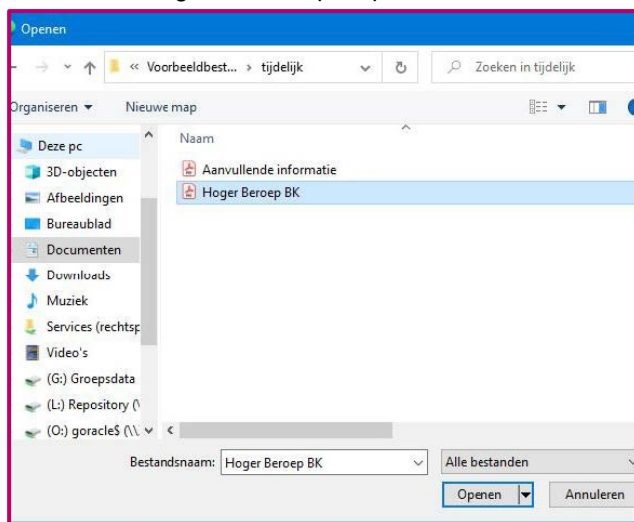 Openen
« Voorbeeldbest... › tijdelijk
Zoeken in tijdelijk
Organiseren
Nieuwe map
Deze pc
3D-objecten
Afbeeldingen
Bureaublad
Documenten
Downloads
Muziek
Services (rechtsp
Video's
(G:) Groepsdata
(L:) Repository (\
(O:) goracle$ (\\
Naam
Aanvullende informatie
Hoger Beroep BK
Bestandsnaam: Hoger Beroep BK
Alle bestanden
Openen
Annuleren